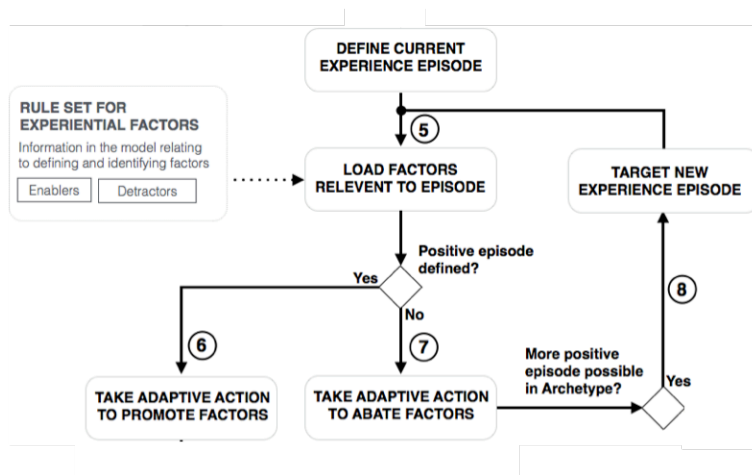 DEFINE CURRENT
EXPERIENCE EPISODE
RULE SET FOR
EXPERIENTIAL FACTORS
Information in the model relating
to defining and identifying factors
Enablers
Detractors
5
LOAD FACTORS
RELEVENT TO EPISODE
TARGET NEW
EXPERIENCE EPISODE
Positive episode
defined?
Yes
No
6
7
8
TAKE ADAPTIVE ACTION
TO PROMOTE FACTORS
TAKE ADAPTIVE ACTION
TO ABATE FACTORS
More positive
episode possible
in Archetype?
Yes